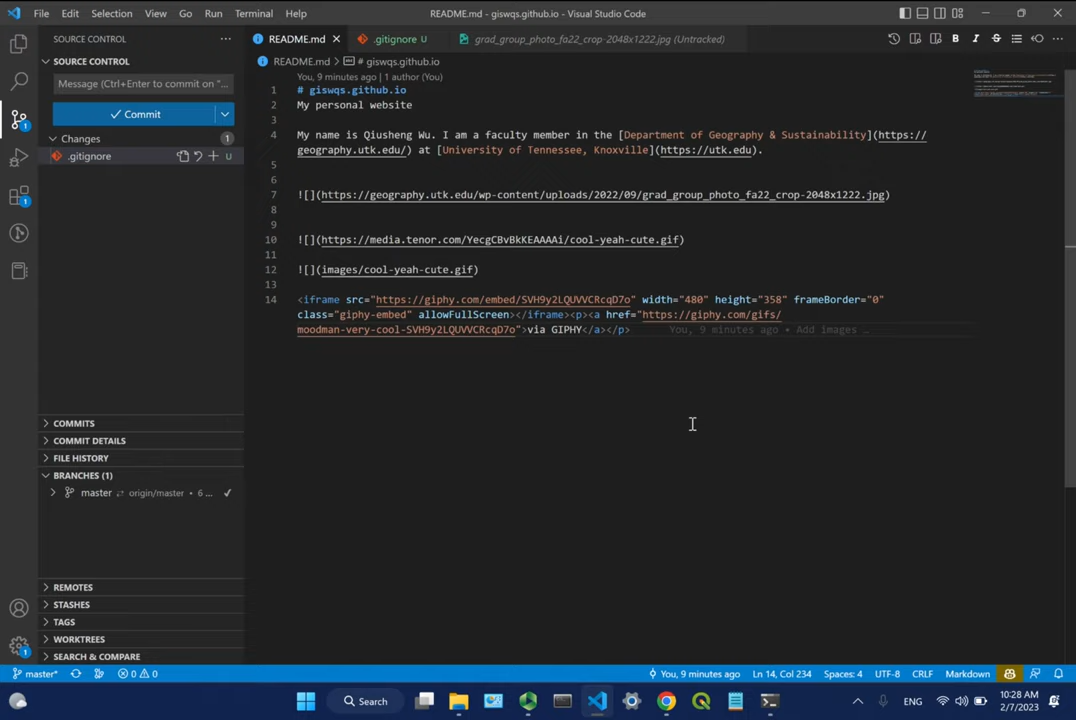 File Edit Selection View Go Run Terminal Help
README.md - giswqs.github.io - Visual Studio Code
SOURCE CONTROL ···
README.md × .gitignore U grad_group_photo_fa22_crop-2048x1222.jpg (Untracked)
SOURCE CONTROL
README.md > # giswqs.github.io
Message (Ctrl+Enter to commit on "...
Commit
Changes 1
.gitignore U
You, 9 minutes ago | 1 author (You)
1 # giswqs.github.io
2 My personal website
3
4 My name is Qiusheng Wu. I am a faculty member in the [Department of Geography & Sustainability](https://
geography.utk.edu/) at [University of Tennessee, Knoxville](https://utk.edu).
5
6
7 ![](https://geography.utk.edu/wp-content/uploads/2022/09/grad_group_photo_fa22_crop-2048x1222.jpg)
8
9
10 ![](https://media.tenor.com/YecgCBvBkKEAAAAi/cool-yeah-cute.gif)
11
12 ![](images/cool-yeah-cute.gif)
13
14 <iframe src="https://giphy.com/embed/SVH9y2LQUVVCRcqD7o" width="480" height="358" frameBorder="0"
class="giphy-embed" allowFullScreen></iframe><p><a href="https://giphy.com/gifs/
moodman-very-cool-SVH9y2LQUVVCRcqD7o">via GIPHY</a></p> You, 9 minutes ago • Add images …
COMMITS
COMMIT DETAILS
FILE HISTORY
BRANCHES (1)
master origin/master • 6 ...
REMOTES
STASHES
TAGS
WORKTREES
SEARCH & COMPARE
master* 0 0 You, 9 minutes ago Ln 14, Col 234 Spaces: 4 UTF-8 CRLF Markdown
Search
ENG
10:28 AM
2/7/2023